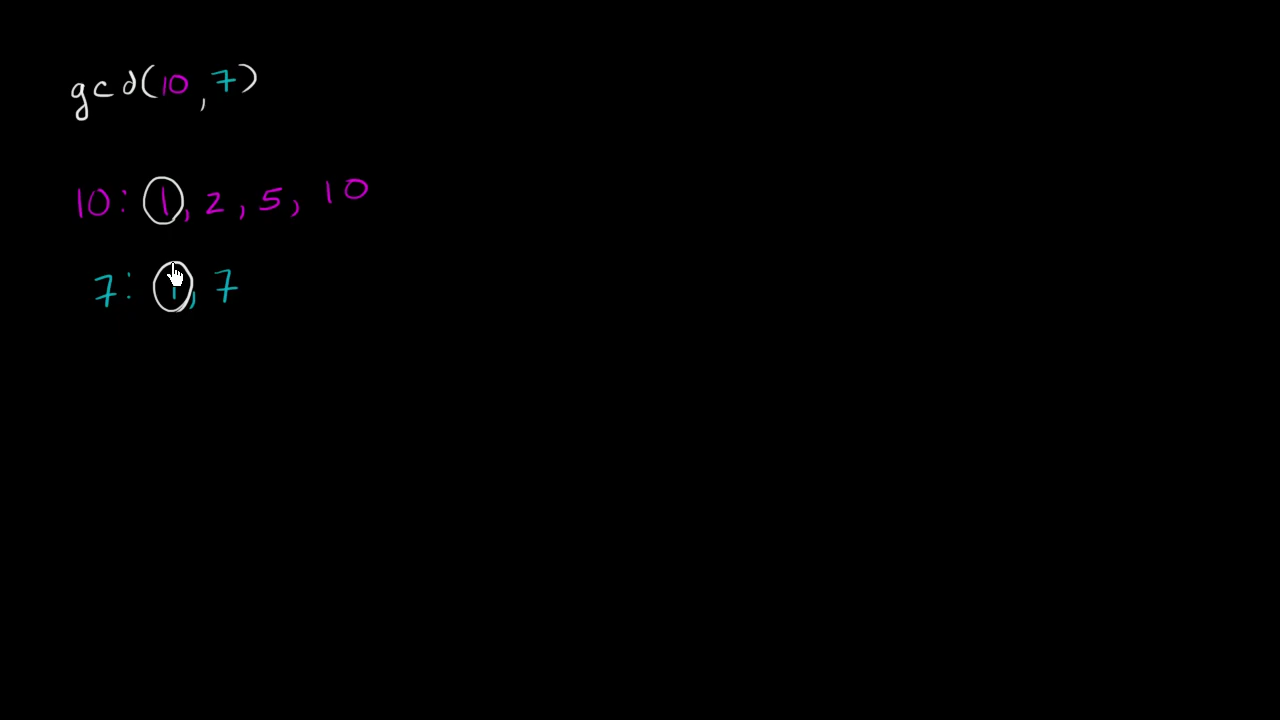 gcd(10, 7)
10: 1, 2, 5, 10
7: 1, 7